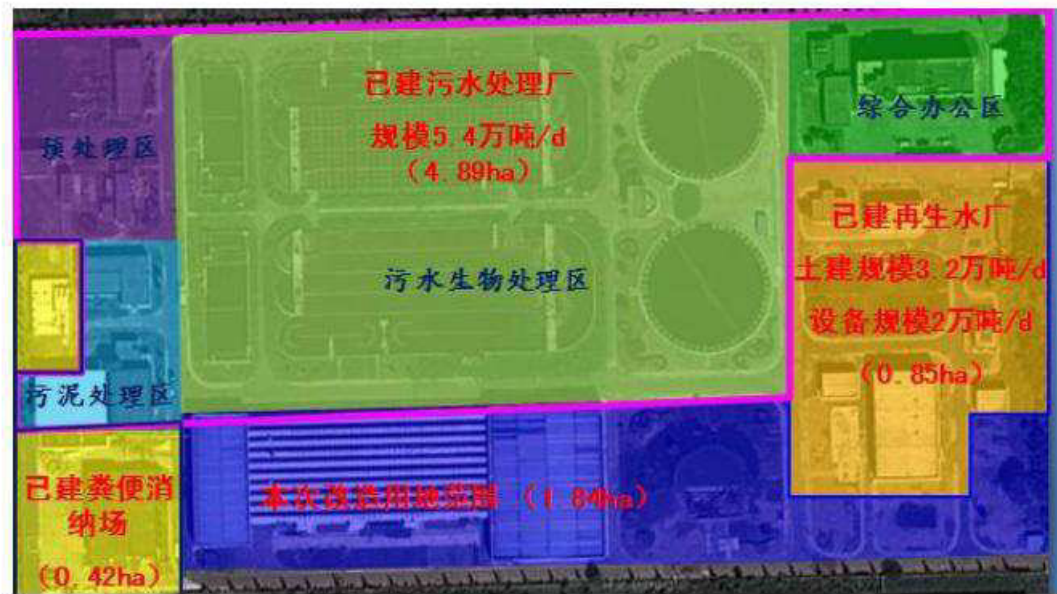 已建污水处理厂
规模5.4万吨/d
(4.89ha)
综合办公区
预处理区
已建再生水厂
土建规模3.2万吨/d
设备规模2万吨/d
(0.85ha)
污水生物处理区
污泥处理区
已建粪便消
纳场
(0.42ha)
本次改造用地范围 (1.84ha)